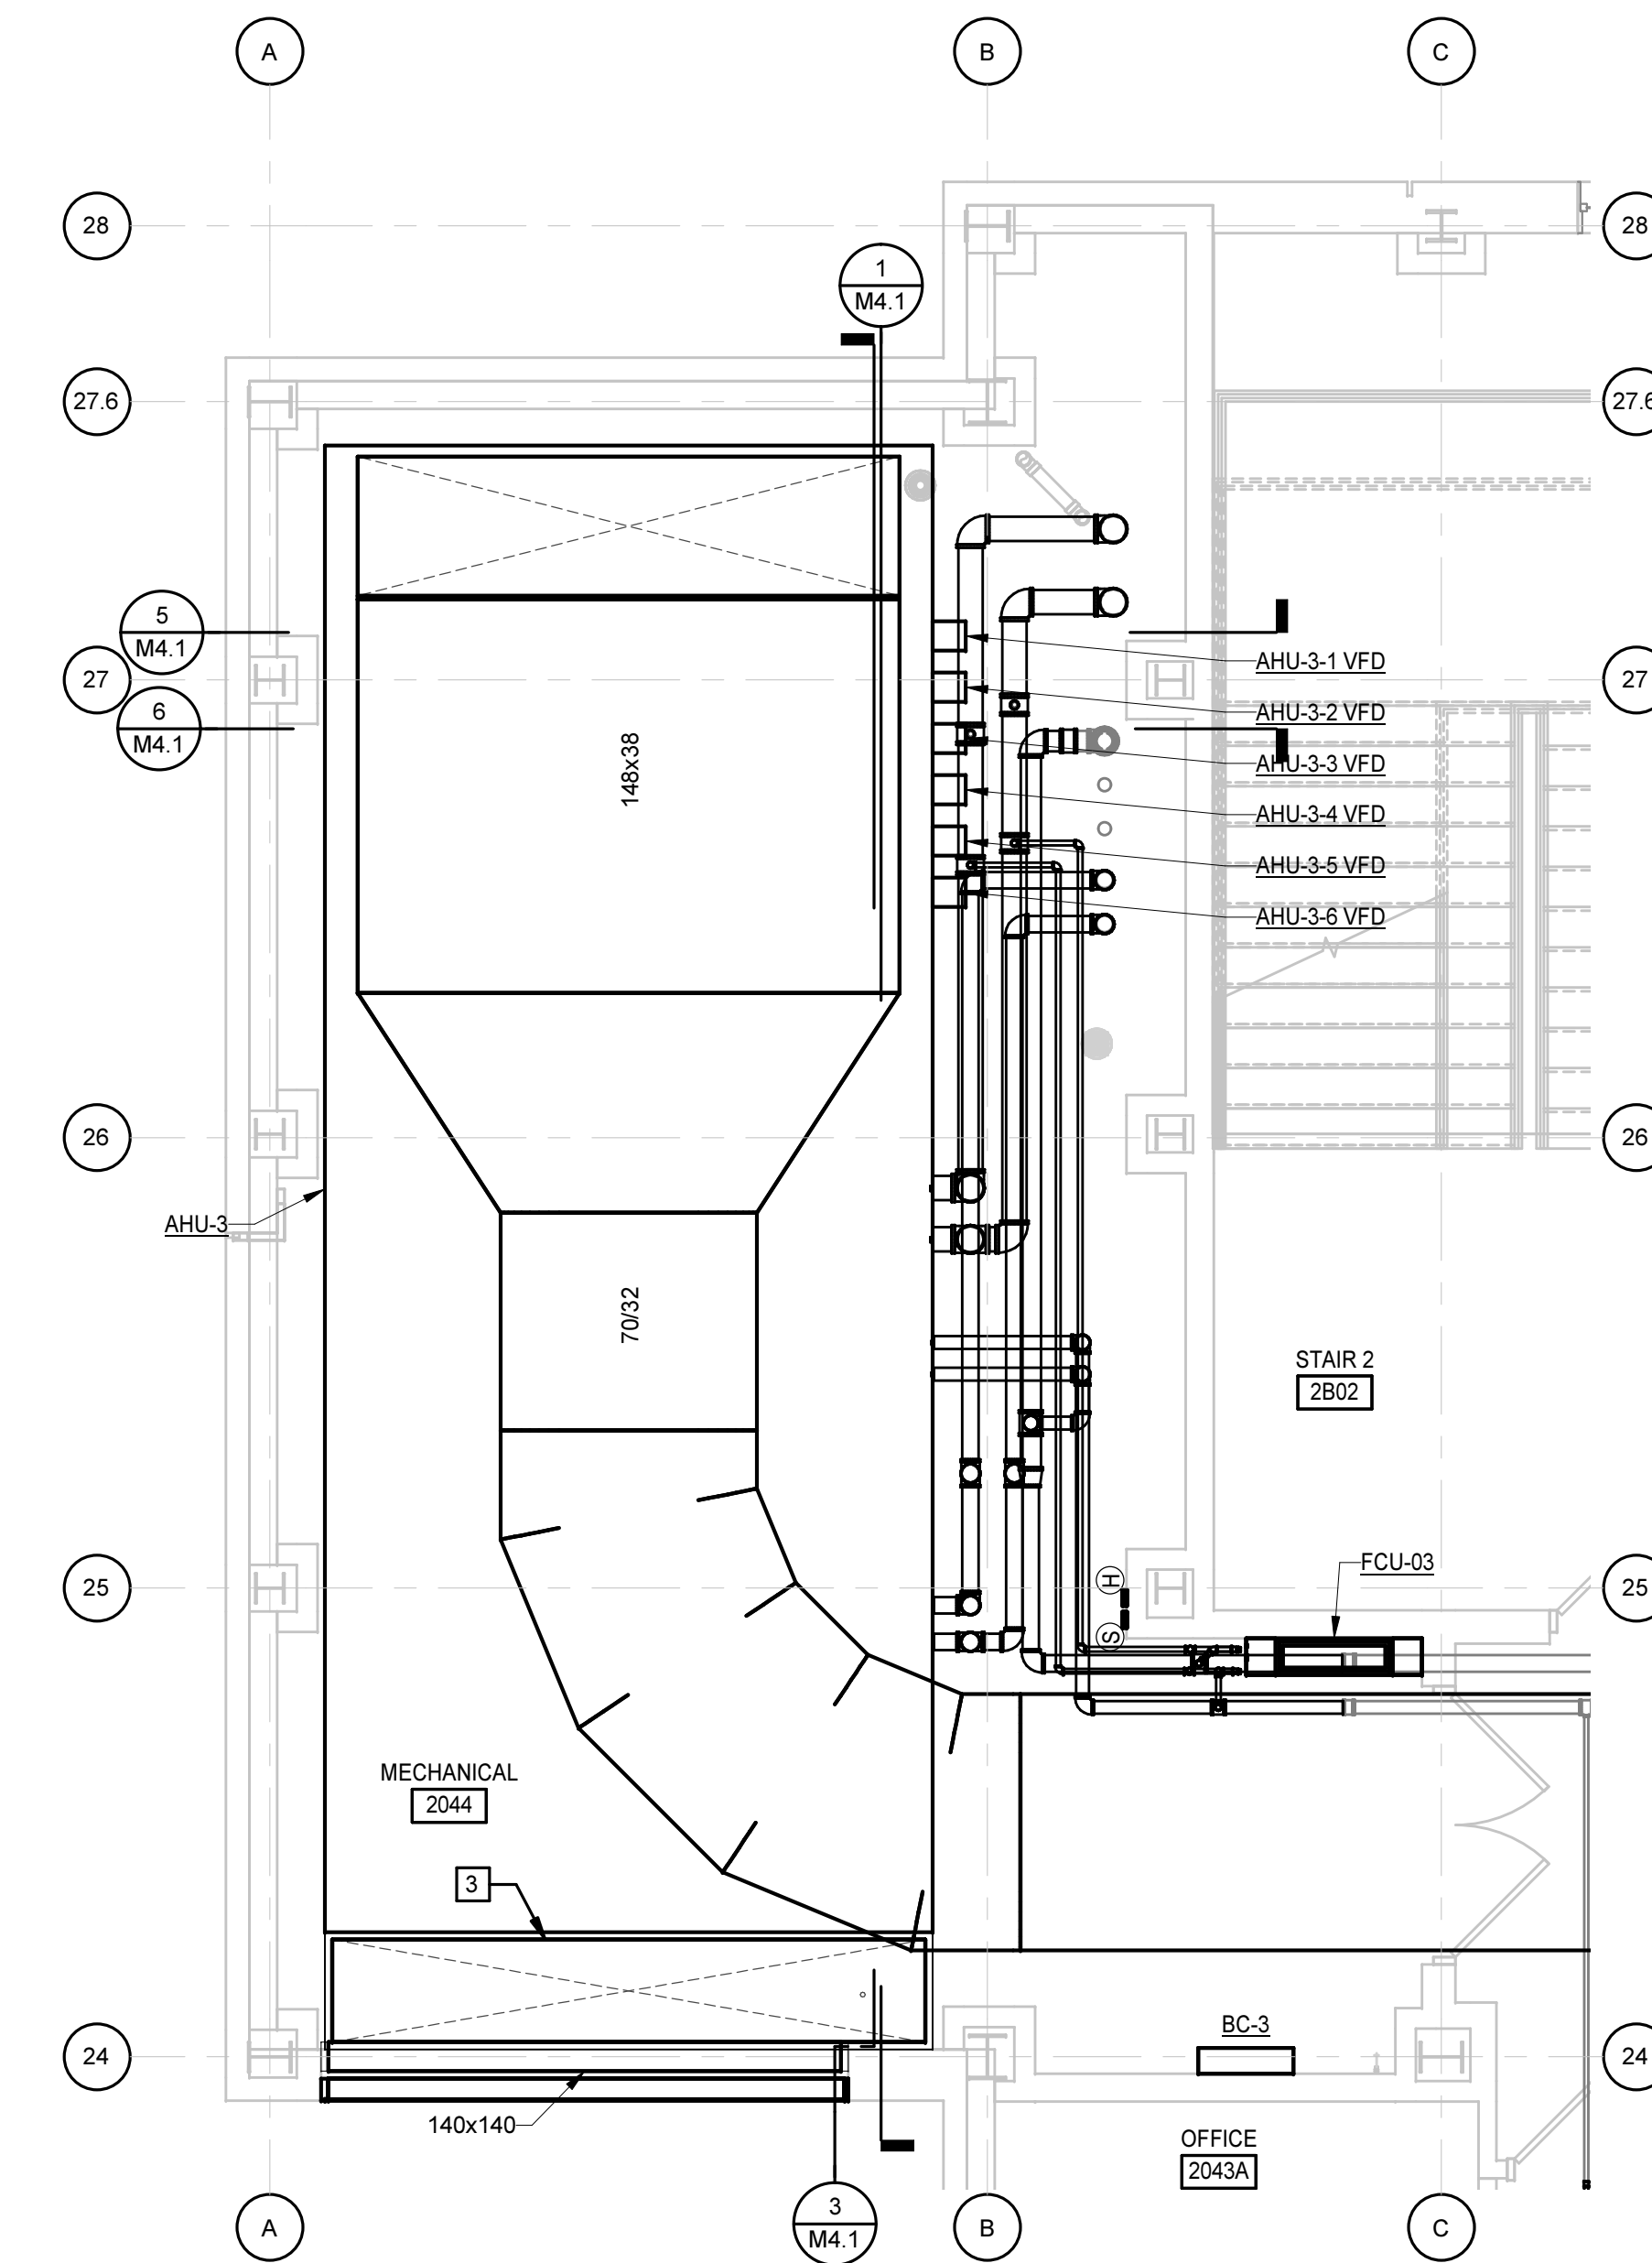 A
B
C
28
28
1
M4.1
27.6
27.6
5
M4.1
AHU-3-1 VFD
27
27
6
M4.1
AHU-3-2 VFD
148x38
AHU-3-3 VFD
AHU-3-4 VFD
AHU-3-5 VFD
AHU-3-6 VFD
26
26
AHU-3
70/32
STAIR 2
2B02
FCU-03
H
25
25
S
MECHANICAL
2044
3
BC-3
24
24
140x140
OFFICE
2043A
3
M4.1
A
B
C